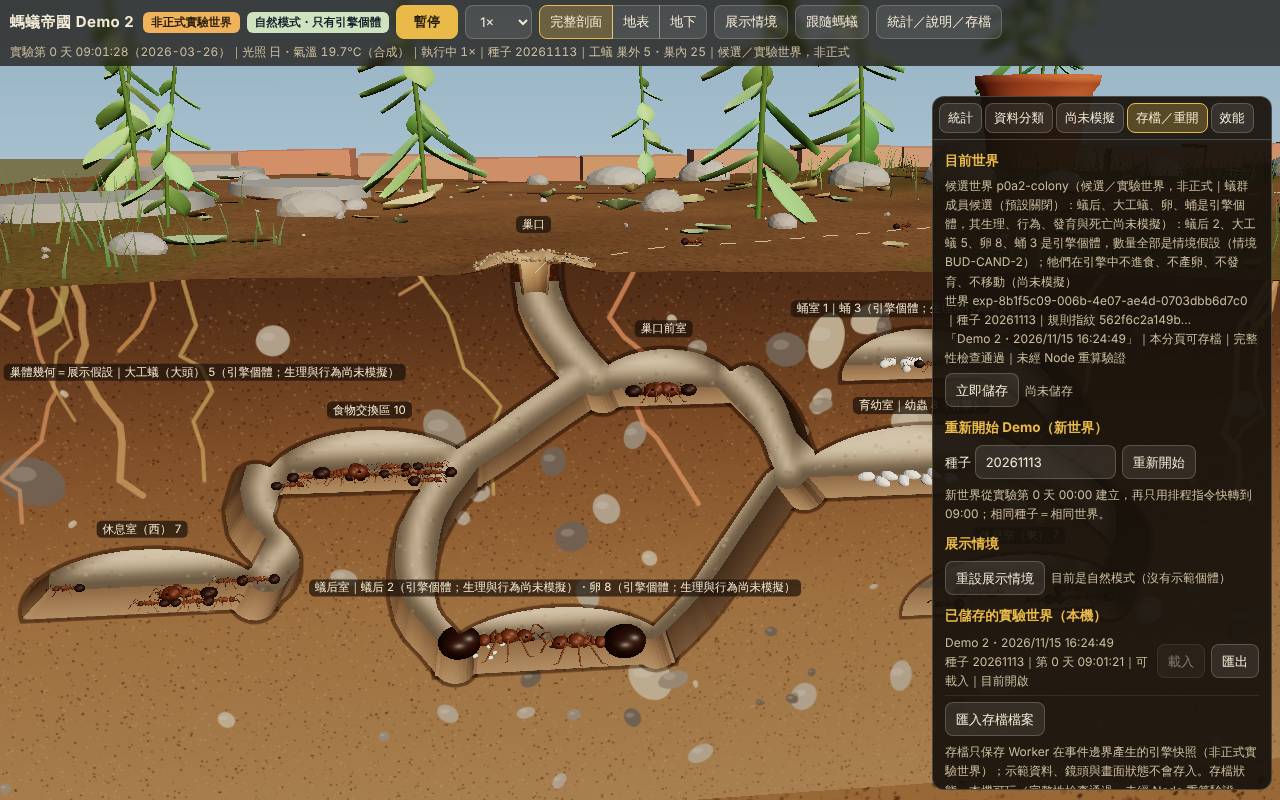 螞蟻帝國 Demo 2
非正式實驗世界
自然模式・只有引擎個體
暫停
1×
完整剖面
地表
地下
展示情境
跟隨螞蟻
統計／說明／存檔
實驗第 0 天 09:01:28（2026-03-26）｜光照 日・氣溫 19.7°C（合成）｜執行中 1×｜種子 20261113｜工蟻 巢外 5・巢內 25｜候選／實驗世界，非正式
巢口
巢口前室
蛹室 1｜蛹 3（引擎個體；生
巢體幾何＝展示假設｜大工蟻（大頭） 5（引擎個體；生理與行為尚未模擬）
食物交換區 10
育幼室｜幼蟲
休息室（西） 7
蟻后室｜蟻后 2（引擎個體；生理與行為尚未模擬）・卵 8（引擎個體；生理與行為尚未模擬）
統計
資料分類
尚未模擬
存檔／重開
效能
目前世界
候選世界 p0a2-colony（候選／實驗世界，非正式｜蟻群
成員候選（預設關閉）：蟻后、大工蟻、卵、蛹是引擎個
體，其生理、行為、發育與死亡尚未模擬；蟻后 2、大工
蟻 5、卵 8、蛹 3 是引擎個體，數量全部是情境假設（情境
BUD-CAND-2）；牠們在引擎中不進食、不產卵、不發
育、不移動（尚未模擬）
世界 exp-8b1f5c09-006b-4e07-ae4d-0703dbb6d7c0
｜種子 20261113｜規則指紋 562f6c2a149b…
「Demo 2・2026/11/15 16:24:49」｜本分頁可存檔｜完整
性檢查通過｜未經 Node 重算驗證
立即儲存
尚未儲存
重新開始 Demo（新世界）
種子
20261113
重新開始
新世界從實驗第 0 天 00:00 建立，再只用排程指令快轉到
09:00；相同種子＝相同世界。
展示情境
重設展示情境
目前是自然模式（沒有示範個體）
已儲存的實驗世界（本機）
Demo 2・2026/11/15 16:24:49
種子 20261113｜第 0 天 09:01:21｜可
載入｜目前開啟
載入
匯出
匯入存檔檔案
存檔只保存 Worker 在事件邊界產生的引擎快照（非正式實
驗世界）；示範資料、鏡頭與畫面狀態不會存入。存檔狀